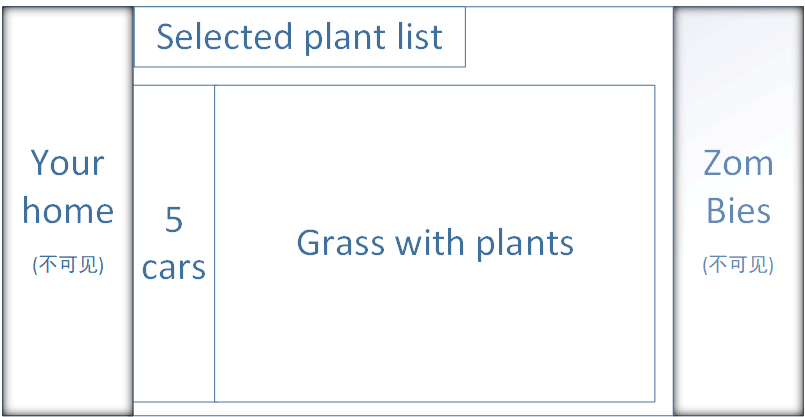 Selected plant list
Your
home
(不可见)
5
cars
Grass with plants
Zom
Bies
(不可见)